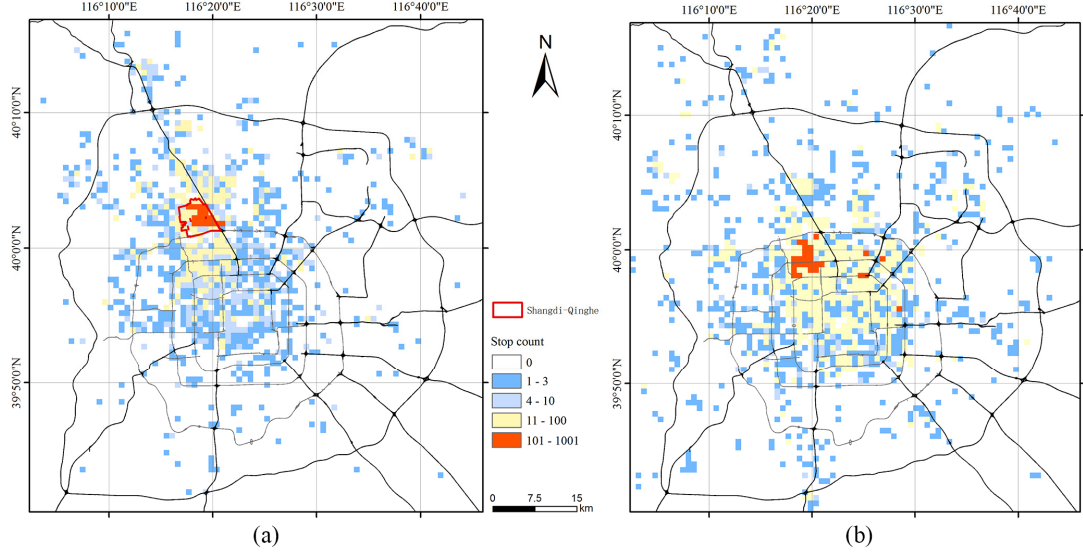 116°10'0"E 116°20'0"E 116°30'0"E 116°40'0"E
40°10'0"N
40°0'0"N
39°50'0"N
N
Shangdi-Qinghe
Stop count
0
1 - 3
4 - 10
11 - 100
101 - 1001
0 7.5 15
km
116°10'0"E 116°20'0"E 116°30'0"E 116°40'0"E
40°10'0"N
40°0'0"N
39°50'0"N
(a)
(b)